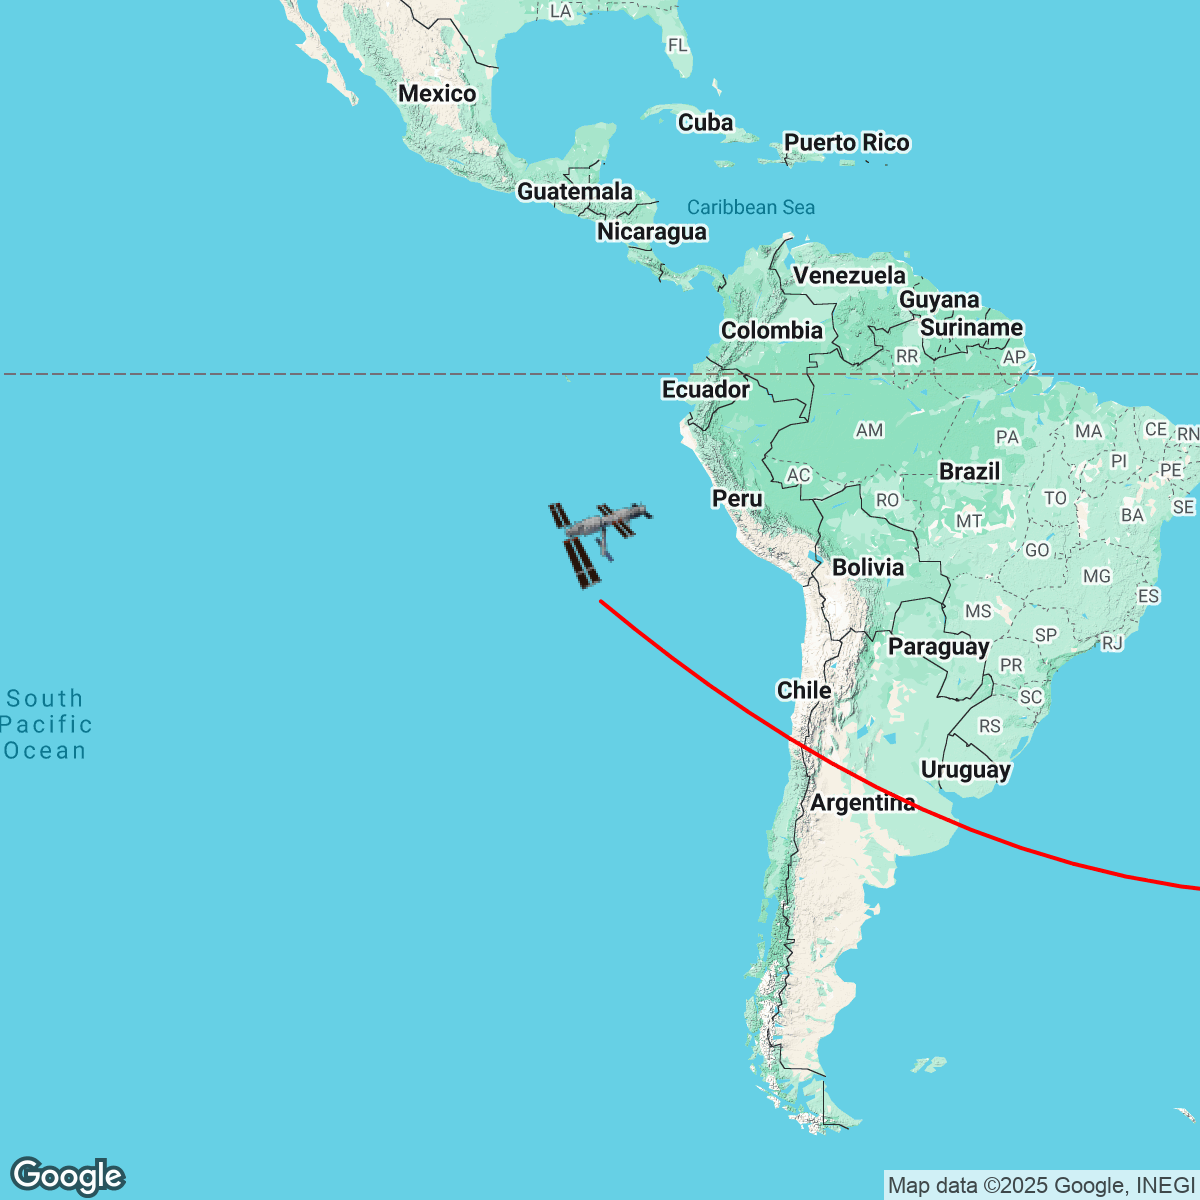 LA
FL
Mexico
Cuba
Puerto Rico
Guatemala
Caribbean Sea
Nicaragua
Venezuela
Guyana
Suriname
Colombia
RR
AP
Ecuador
AM
PA
MA
CE
RN
PI
PE
Brazil
AC
Peru
RO
TO
SE
MT
BA
GO
Bolivia
MG
ES
MS
SP
RJ
Paraguay
PR
Chile
SC
South
Pacific
Ocean
RS
Uruguay
Argentina
Google
Map data ©2025 Google, INEGI